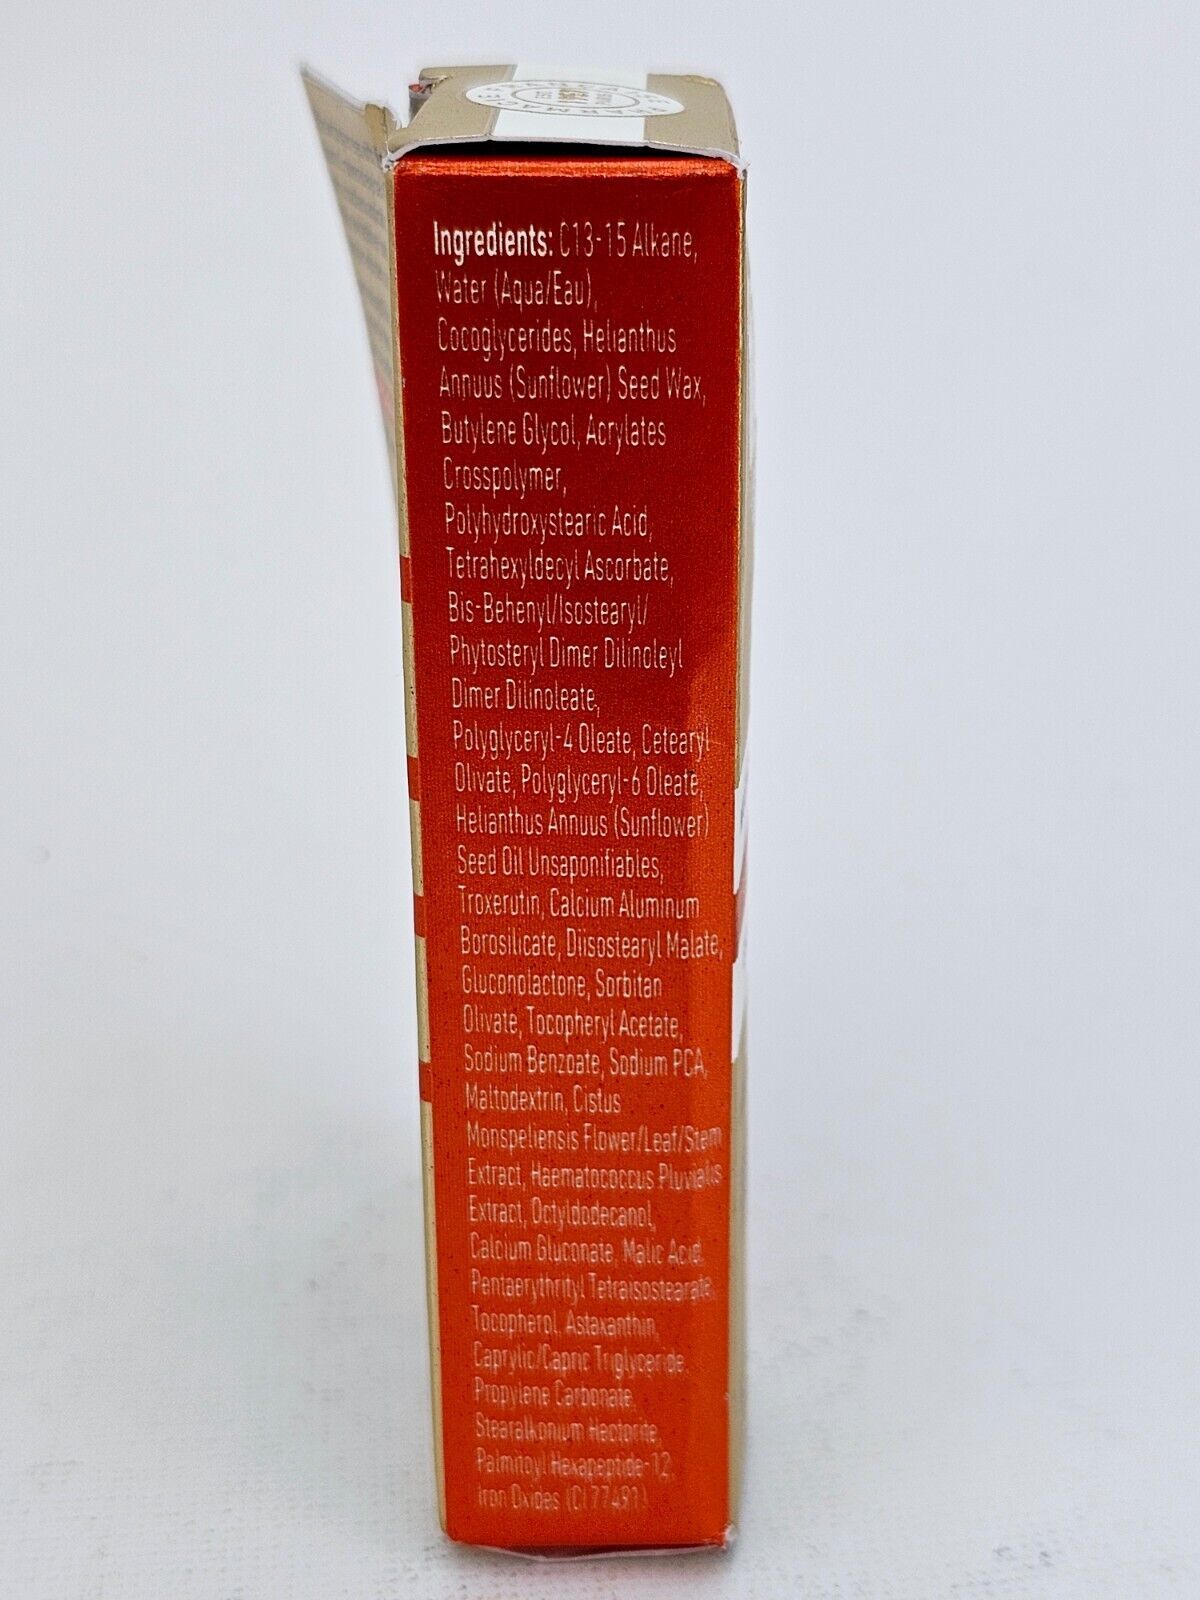 PHARMACIES
Ingredients: C13-15 Alkane,
Water (Aqua/Eau),
Cocoglycerides, Helianthus
Annuus (Sunflower) Seed Wax,
Butylene Glycol, Acrylates
Crosspolymer,
Polyhydroxystearic Acid,
Tetrahexyldecyl Ascorbate,
Bis-Behenyl/Isostearyl/
Phytosteryl Dimer Dilinoleyl
Dimer Dilinoleate,
Polyglyceryl-4 Oleate, Cetearyl
Olivate, Polyglyceryl-6 Oleate,
Helianthus Annuus (Sunflower)
Seed Oil Unsaponifiables,
Troxerutin, Calcium Aluminum
Borosilicate, Diisostearyl Malate,
Gluconolactone, Sorbitan
Olivate, Tocopheryl Acetate,
Sodium Benzoate, Sodium PCA,
Maltodextrin, Cistus
Monspeliensis Flower/Leaf/Stem
Extract, Haematococcus Pluvialis
Extract, Octyldodecanol,
Calcium Gluconate, Malic Acid,
Pentaerythrityl Tetraisostearate,
Tocopherol, Astaxanthin,
Caprylic/Capric Triglyceride,
Propylene Carbonate,
Stearalkonium Hectorite,
Palmitoyl Hexapeptide-12,
Iron Oxides (CI 77491)